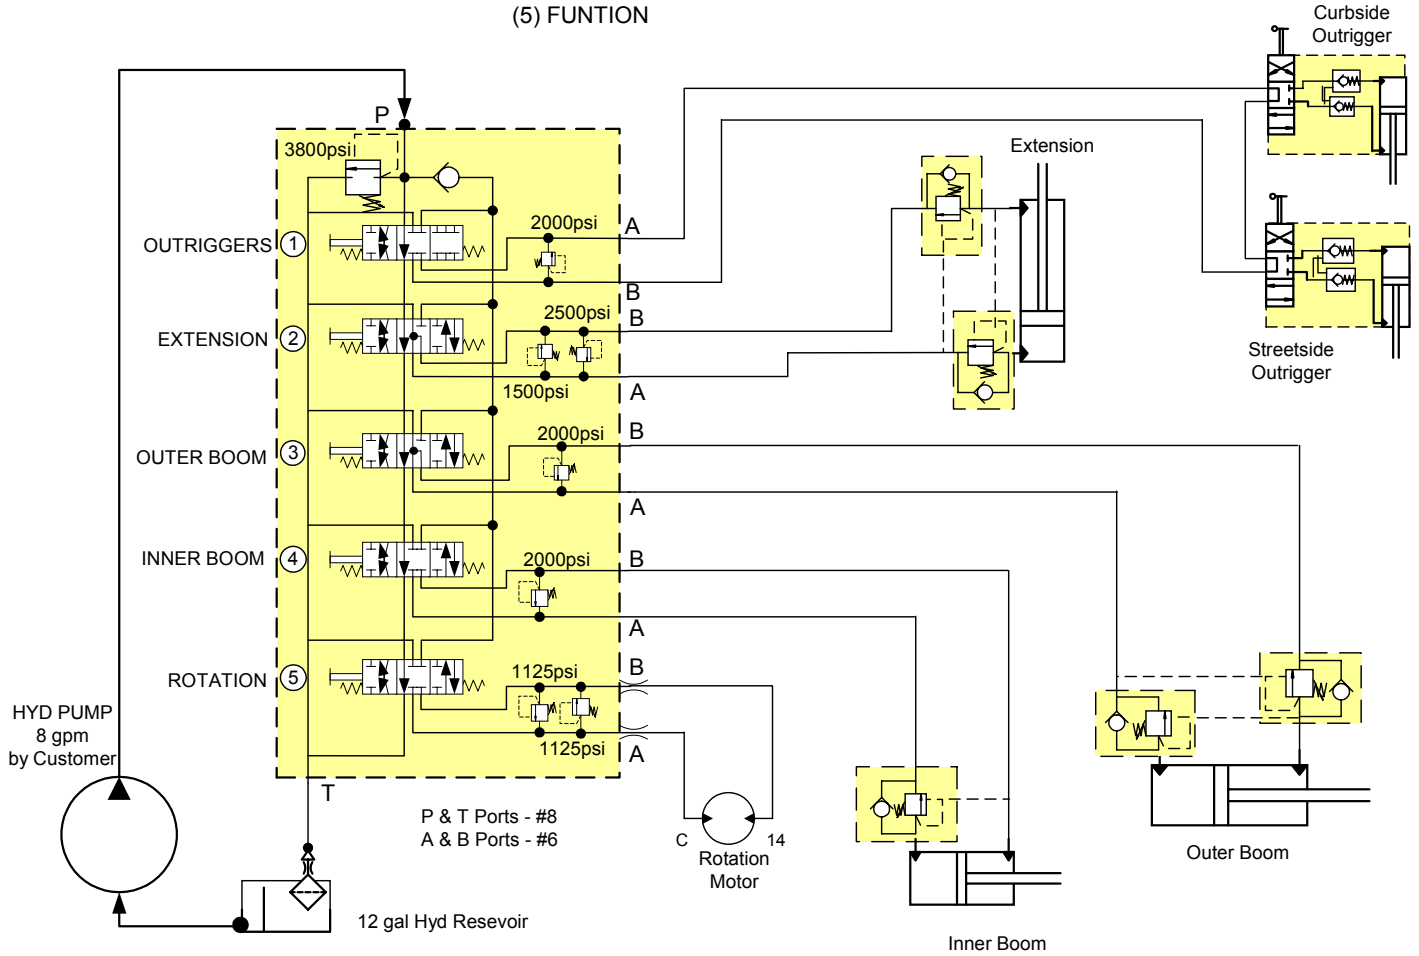 (5) FUNTION
Curbside
Outrigger
P
3800psi
Extension
2000psi
A
OUTRIGGERS 1
B
2500psi
B
EXTENSION 2
Streetside
Outrigger
1500psi
A
2000psi
B
OUTER BOOM 3
A
INNER BOOM 4
2000psi
B
A
1125psi
B
ROTATION 5
HYD PUMP
8 gpm
by Customer
1125psi
A
T
P & T Ports - #8
A & B Ports - #6
C
14
Rotation
Motor
Outer Boom
12 gal Hyd Resevoir
Inner Boom